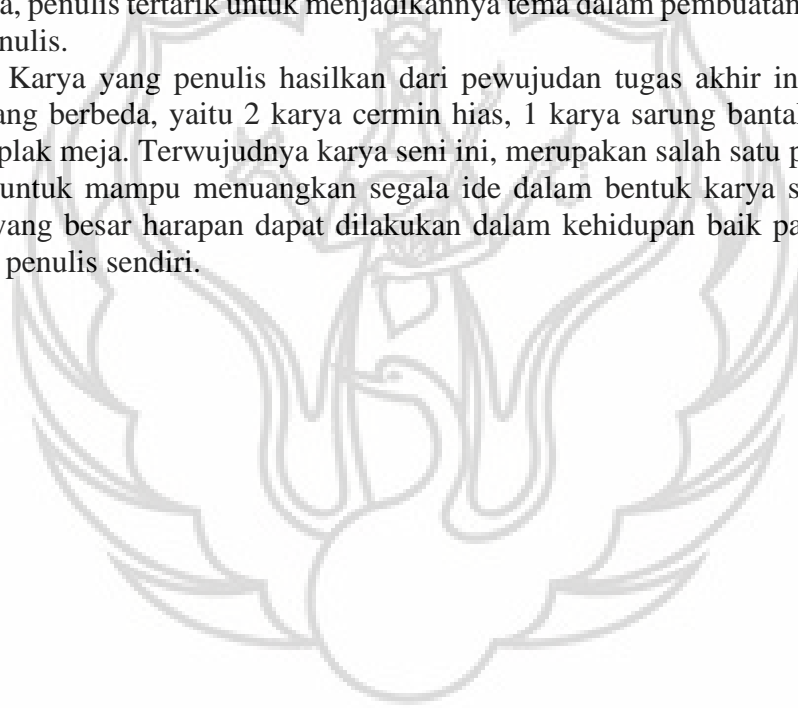 a, penulis tertarik untuk menjadikannya tema dalam pembuatan
nulis.
Karya yang penulis hasilkan dari pewujudan tugas akhir in
ang berbeda, yaitu 2 karya cermin hias, 1 karya sarung bantal
plak meja. Terwujudnya karya seni ini, merupakan salah satu p
untuk mampu menuangkan segala ide dalam bentuk karya s
yang besar harapan dapat dilakukan dalam kehidupan baik pa
penulis sendiri.